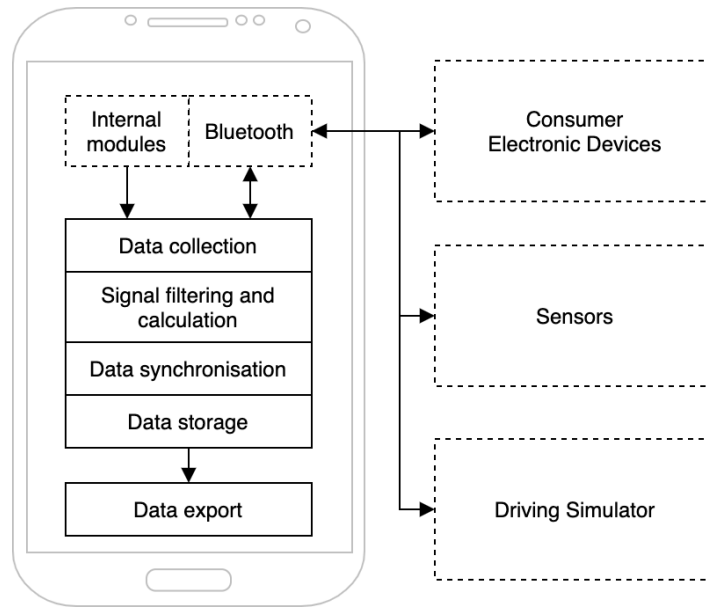 Internal
modules
Bluetooth
Data collection
Signal filtering and
calculation
Data synchronisation
Data storage
Data export
Consumer
Electronic Devices
Sensors
Driving Simulator